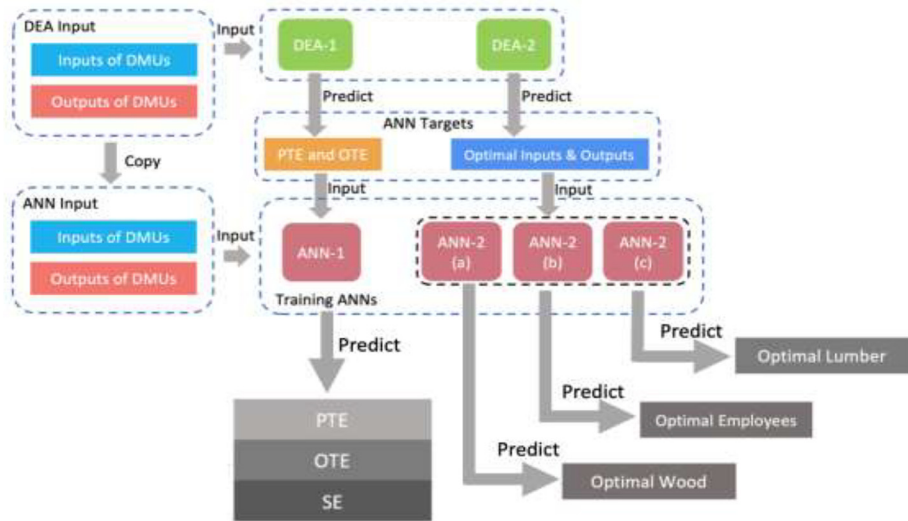 DEA Input
Inputs of DMUs
Outputs of DMUs
Input
DEA-1
DEA-2
Predict
Predict
Copy
ANN Targets
PTE and OTE
Optimal Inputs & Outputs
Input
Input
ANN Input
Inputs of DMUs
Outputs of DMUs
Input
ANN-1
ANN-2
(a)
ANN-2
(b)
ANN-2
(c)
Training ANNs
Predict
PTE
OTE
SE
Predict
Optimal Lumber
Predict
Optimal Employees
Predict
Optimal Wood